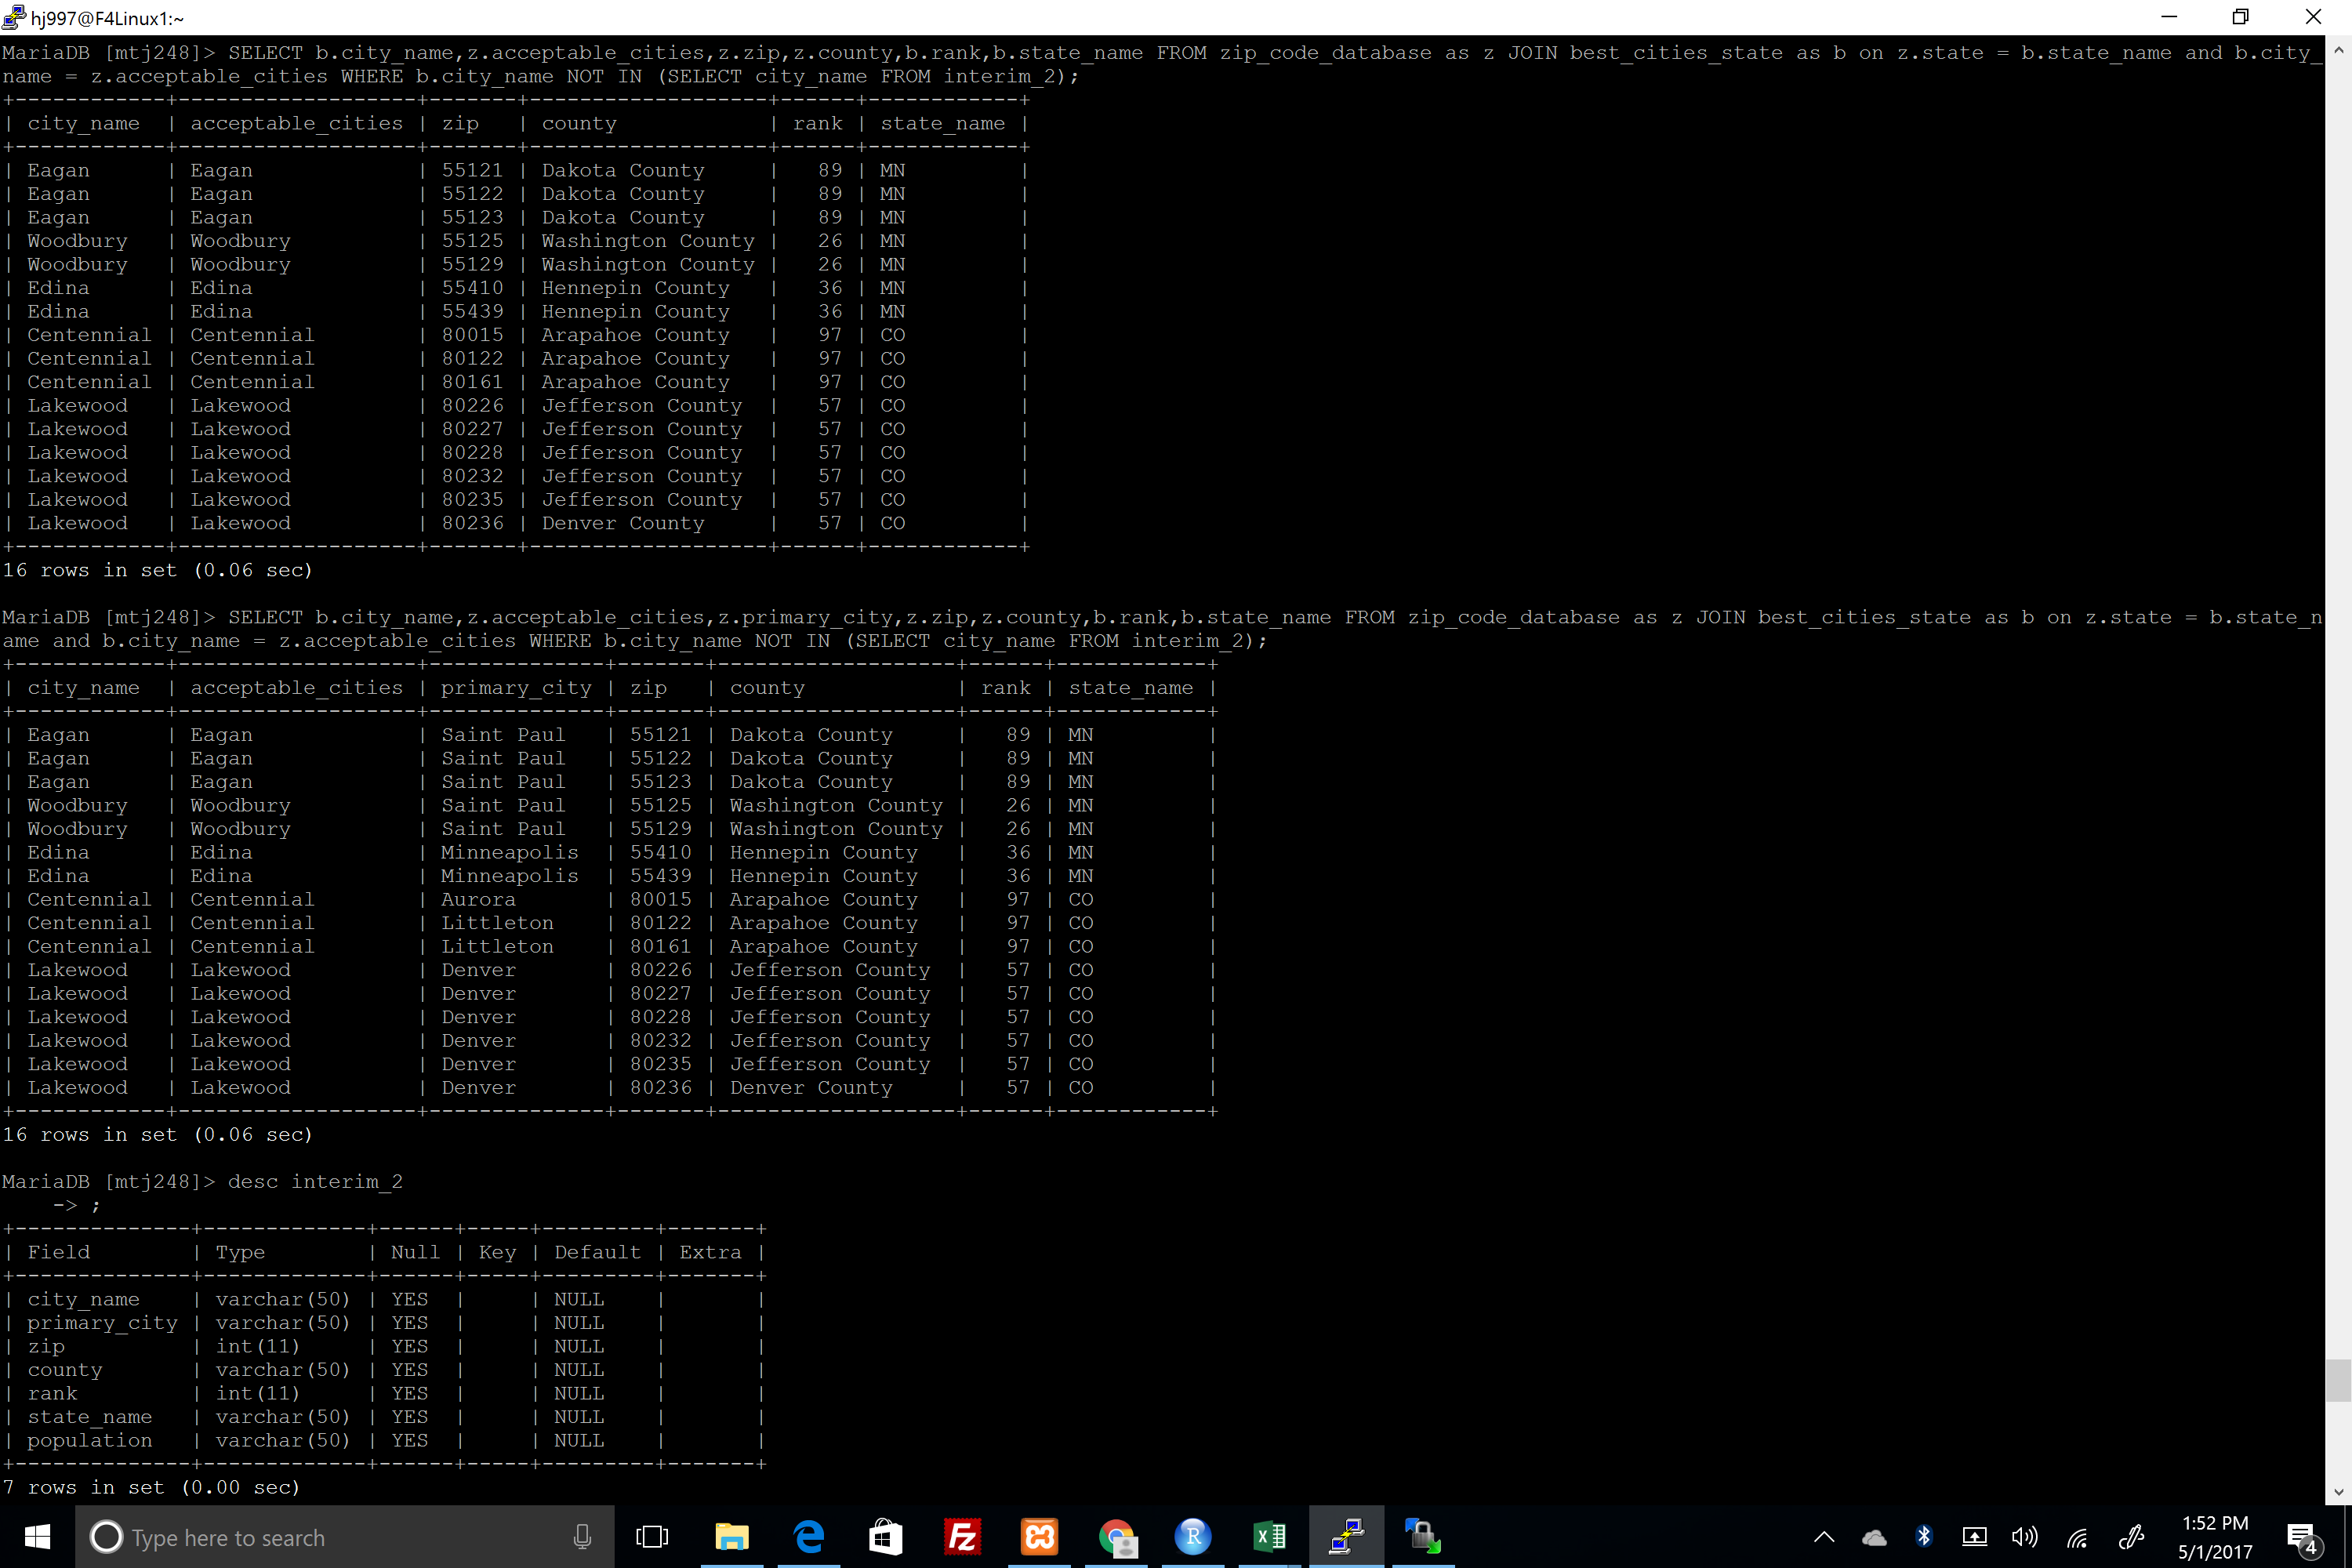 hj997@F4Linux1:~
MariaDB [mtj248]> SELECT b.city_name,z.acceptable_cities,z.zip,z.county,b.rank,b.state_name FROM zip_code_database as z JOIN best_cities_state as b on z.state = b.state_name and b.city_
name = z.acceptable_cities WHERE b.city_name NOT IN (SELECT city_name FROM interim_2);
+------------+-------------------+-------+-------------------+------+------------+
| city_name  | acceptable_cities | zip   | county            | rank | state_name |
+------------+-------------------+-------+-------------------+------+------------+
| Eagan      | Eagan             | 55121 | Dakota County     |   89 | MN         |
| Eagan      | Eagan             | 55122 | Dakota County     |   89 | MN         |
| Eagan      | Eagan             | 55123 | Dakota County     |   89 | MN         |
| Woodbury   | Woodbury          | 55125 | Washington County |   26 | MN         |
| Woodbury   | Woodbury          | 55129 | Washington County |   26 | MN         |
| Edina      | Edina             | 55410 | Hennepin County   |   36 | MN         |
| Edina      | Edina             | 55439 | Hennepin County   |   36 | MN         |
| Centennial | Centennial        | 80015 | Arapahoe County   |   97 | CO         |
| Centennial | Centennial        | 80122 | Arapahoe County   |   97 | CO         |
| Centennial | Centennial        | 80161 | Arapahoe County   |   97 | CO         |
| Lakewood   | Lakewood          | 80226 | Jefferson County  |   57 | CO         |
| Lakewood   | Lakewood          | 80227 | Jefferson County  |   57 | CO         |
| Lakewood   | Lakewood          | 80228 | Jefferson County  |   57 | CO         |
| Lakewood   | Lakewood          | 80232 | Jefferson County  |   57 | CO         |
| Lakewood   | Lakewood          | 80235 | Jefferson County  |   57 | CO         |
| Lakewood   | Lakewood          | 80236 | Denver County     |   57 | CO         |
+------------+-------------------+-------+-------------------+------+------------+
16 rows in set (0.06 sec)
MariaDB [mtj248]> SELECT b.city_name,z.acceptable_cities,z.primary_city,z.zip,z.county,b.rank,b.state_name FROM zip_code_database as z JOIN best_cities_state as b on z.state = b.state_n
ame and b.city_name = z.acceptable_cities WHERE b.city_name NOT IN (SELECT city_name FROM interim_2);
+------------+-------------------+--------------+-------+-------------------+------+------------+
| city_name  | acceptable_cities | primary_city | zip   | county            | rank | state_name |
+------------+-------------------+--------------+-------+-------------------+------+------------+
| Eagan      | Eagan             | Saint Paul   | 55121 | Dakota County     |   89 | MN         |
| Eagan      | Eagan             | Saint Paul   | 55122 | Dakota County     |   89 | MN         |
| Eagan      | Eagan             | Saint Paul   | 55123 | Dakota County     |   89 | MN         |
| Woodbury   | Woodbury          | Saint Paul   | 55125 | Washington County |   26 | MN         |
| Woodbury   | Woodbury          | Saint Paul   | 55129 | Washington County |   26 | MN         |
| Edina      | Edina             | Minneapolis  | 55410 | Hennepin County   |   36 | MN         |
| Edina      | Edina             | Minneapolis  | 55439 | Hennepin County   |   36 | MN         |
| Centennial | Centennial        | Aurora       | 80015 | Arapahoe County   |   97 | CO         |
| Centennial | Centennial        | Littleton    | 80122 | Arapahoe County   |   97 | CO         |
| Centennial | Centennial        | Littleton    | 80161 | Arapahoe County   |   97 | CO         |
| Lakewood   | Lakewood          | Denver       | 80226 | Jefferson County  |   57 | CO         |
| Lakewood   | Lakewood          | Denver       | 80227 | Jefferson County  |   57 | CO         |
| Lakewood   | Lakewood          | Denver       | 80228 | Jefferson County  |   57 | CO         |
| Lakewood   | Lakewood          | Denver       | 80232 | Jefferson County  |   57 | CO         |
| Lakewood   | Lakewood          | Denver       | 80235 | Jefferson County  |   57 | CO         |
| Lakewood   | Lakewood          | Denver       | 80236 | Denver County     |   57 | CO         |
+------------+-------------------+--------------+-------+-------------------+------+------------+
16 rows in set (0.06 sec)
MariaDB [mtj248]> desc interim_2
    -> ;
+--------------+-------------+------+-----+---------+-------+
| Field        | Type        | Null | Key | Default | Extra |
+--------------+-------------+------+-----+---------+-------+
| city_name    | varchar(50) | YES  |     | NULL    |       |
| primary_city | varchar(50) | YES  |     | NULL    |       |
| zip          | int(11)     | YES  |     | NULL    |       |
| county       | varchar(50) | YES  |     | NULL    |       |
| rank         | int(11)     | YES  |     | NULL    |       |
| state_name   | varchar(50) | YES  |     | NULL    |       |
| population   | varchar(50) | YES  |     | NULL    |       |
+--------------+-------------+------+-----+---------+-------+
7 rows in set (0.00 sec)
Type here to search
1:52 PM
5/1/2017
4